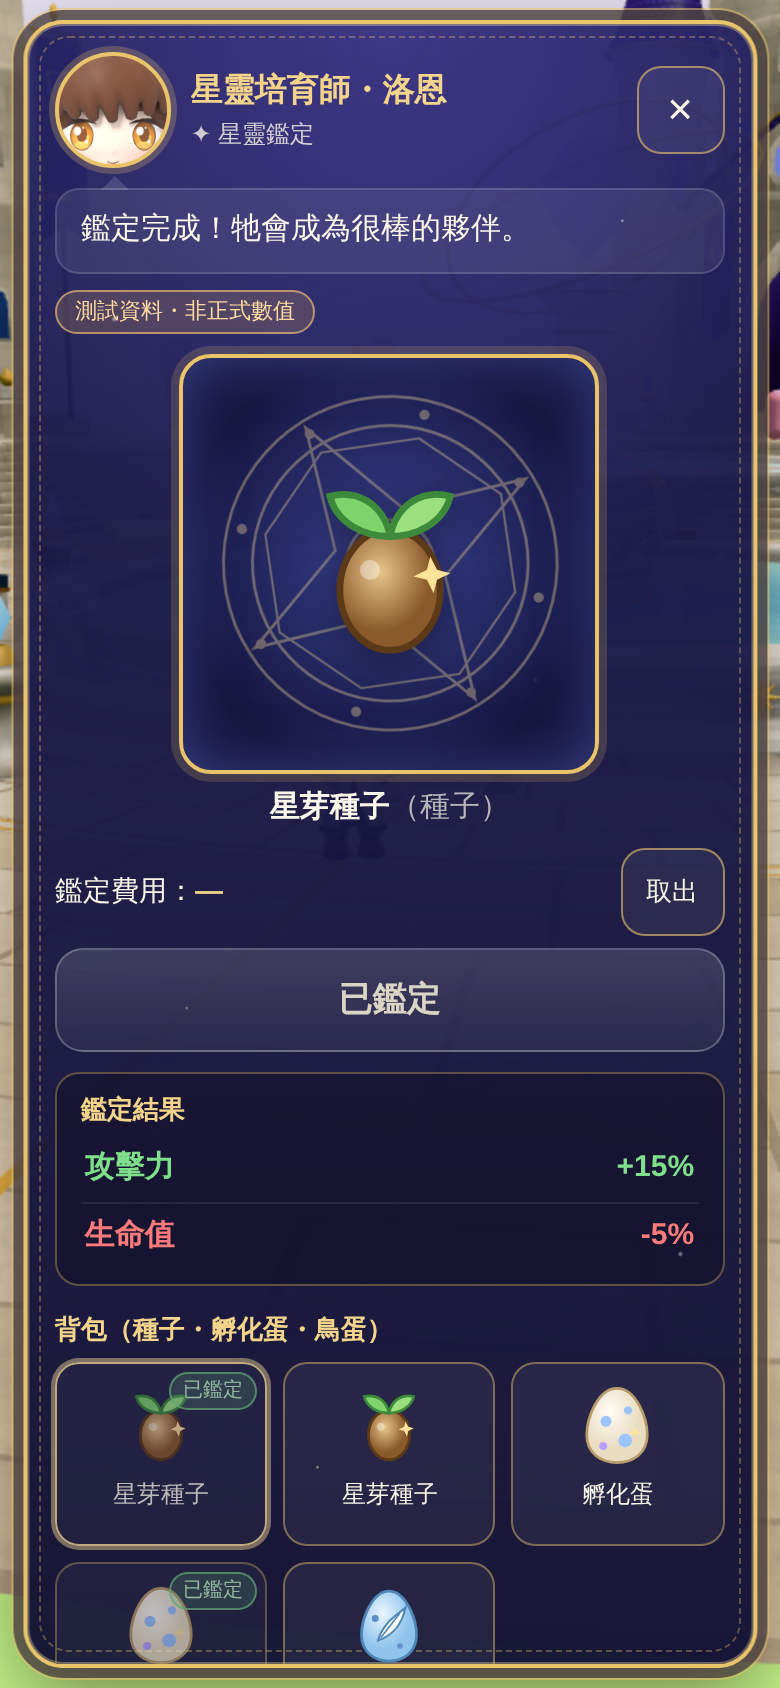 星靈培育師・洛恩
✦ 星靈鑑定
✕
鑑定完成！牠會成為很棒的夥伴。
測試資料・非正式數值
星芽種子（種子）
鑑定費用：—
取出
已鑑定
鑑定結果
攻擊力 +15%
生命值 -5%
背包（種子・孵化蛋・鳥蛋）
已鑑定
星芽種子
星芽種子
孵化蛋
已鑑定